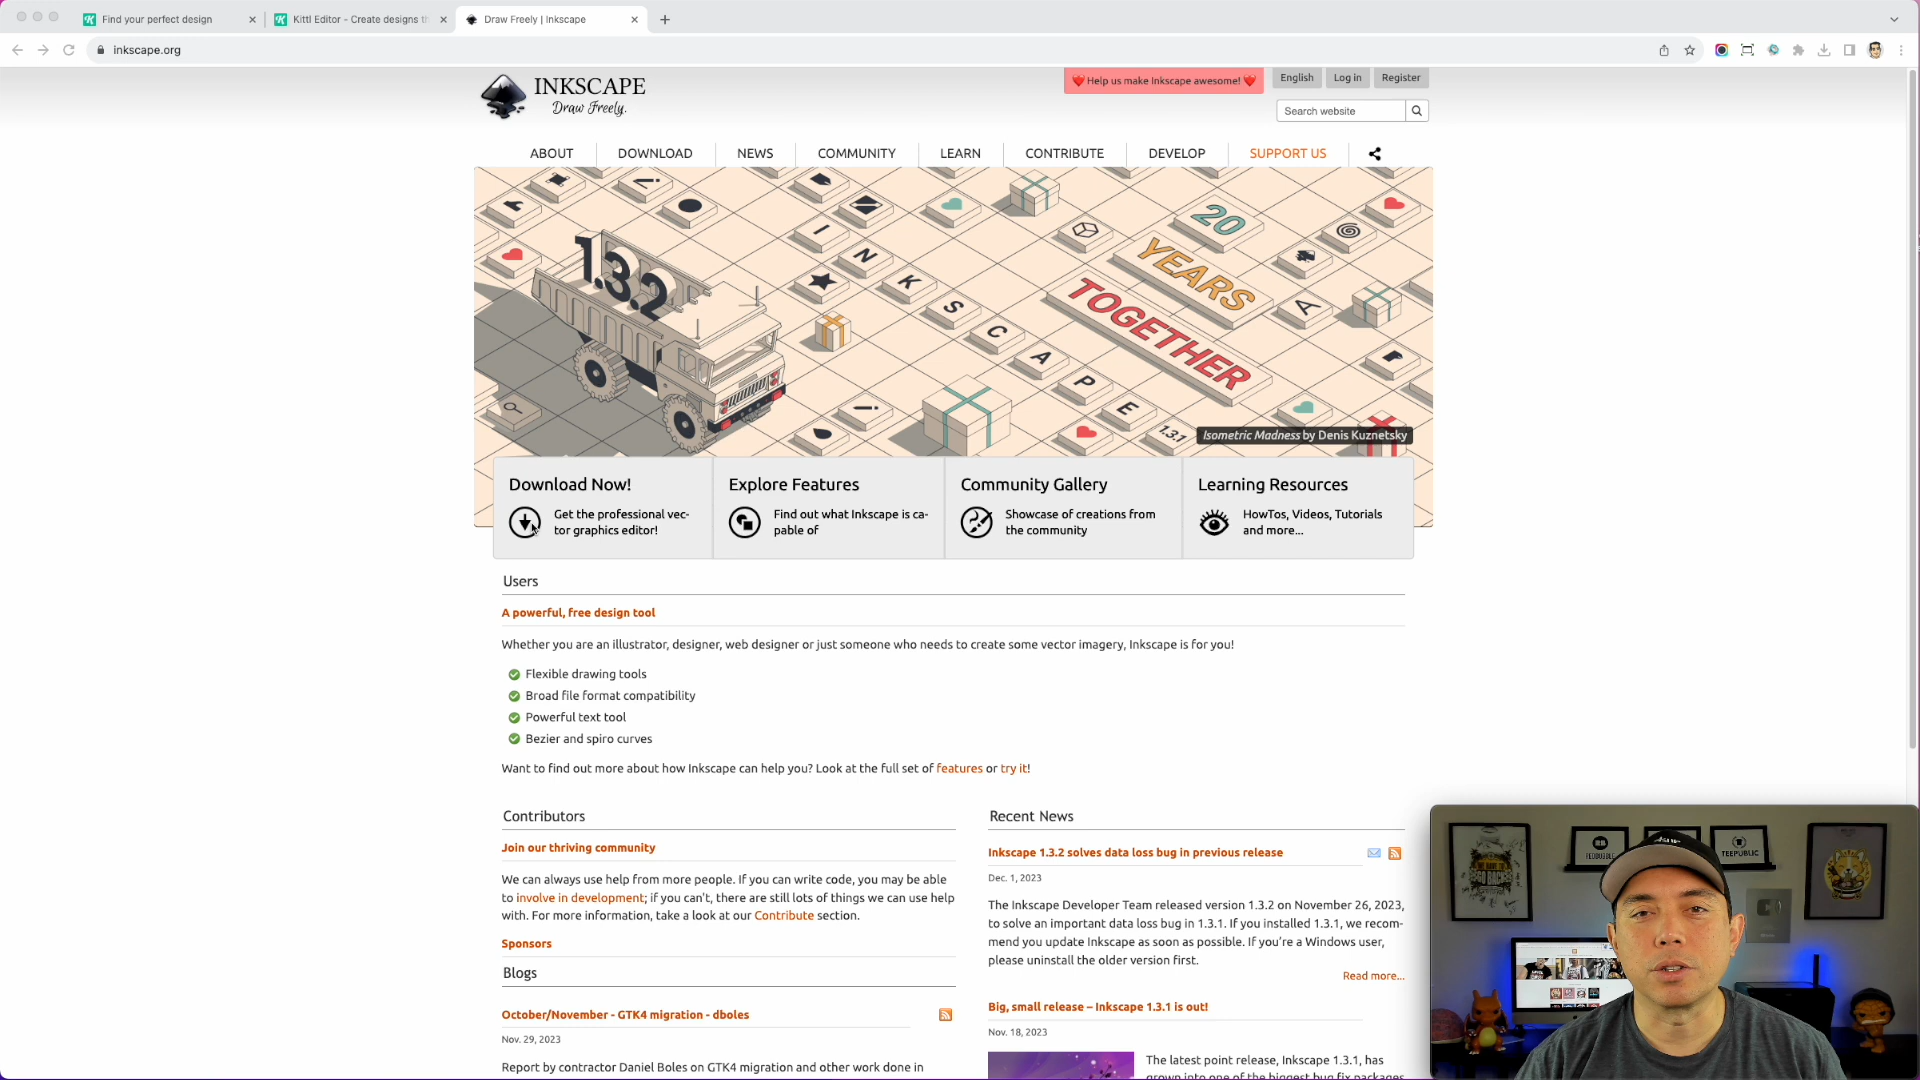 Find your perfect design
Kittl Editor - Create designs th
Draw Freely | Inkscape
inkscape.org
INKSCAPE
Draw Freely.
Help us make Inkscape awesome!
English
Log in
Register
Search website
ABOUT
DOWNLOAD
NEWS
COMMUNITY
LEARN
CONTRIBUTE
DEVELOP
SUPPORT US
1.3.2
INKSCAPE
1.3.1
A
20
YEARS
TOGETHER
Isometric Madness by Denis Kuznetsky
Download Now!
Get the professional vec-
tor graphics editor!
Explore Features
Find out what Inkscape is ca-
pable of
Community Gallery
Showcase of creations from
the community
Learning Resources
HowTos, Videos, Tutorials
and more...
Users
A powerful, free design tool
Whether you are an illustrator, designer, web designer or just someone who needs to create some vector imagery, Inkscape is for you!
Flexible drawing tools
Broad file format compatibility
Powerful text tool
Bezier and spiro curves
Want to find out more about how Inkscape can help you? Look at the full set of features or try it!
Contributors
Join our thriving community
We can always use help from more people. If you can write code, you may be able
to involve in development; if you can't, there are still lots of things we can use help
with. For more information, take a look at our Contribute section.
Sponsors
Blogs
October/November - GTK4 migration - dboles
Nov. 29, 2023
Report by contractor Daniel Boles on GTK4 migration and other work done in
Recent News
Inkscape 1.3.2 solves data loss bug in previous release
Dec. 1, 2023
The Inkscape Developer Team released version 1.3.2 on November 26, 2023,
to solve an important data loss bug in 1.3.1. If you installed 1.3.1, we recom-
mend you update Inkscape as soon as possible. If you're a Windows user,
please uninstall the older version first.
Read more...
Big, small release – Inkscape 1.3.1 is out!
Nov. 18, 2023
The latest point release, Inkscape 1.3.1, has
grown into one of the biggest bug fix packages
REDBUBBLE
TEEPUBLIC
GO BACK